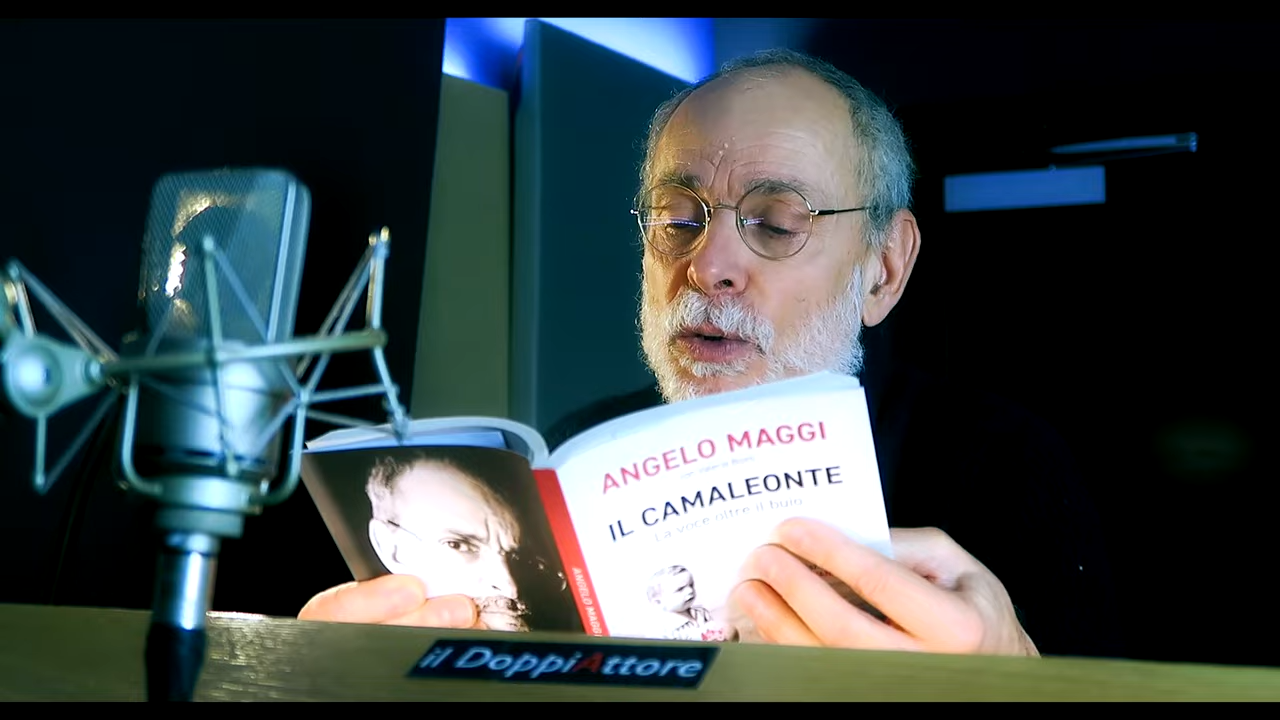 ANGELO MAGGI
IL CAMALEONTE
La voce oltre il buio
ANGELO MAGGI
il DoppiAttore